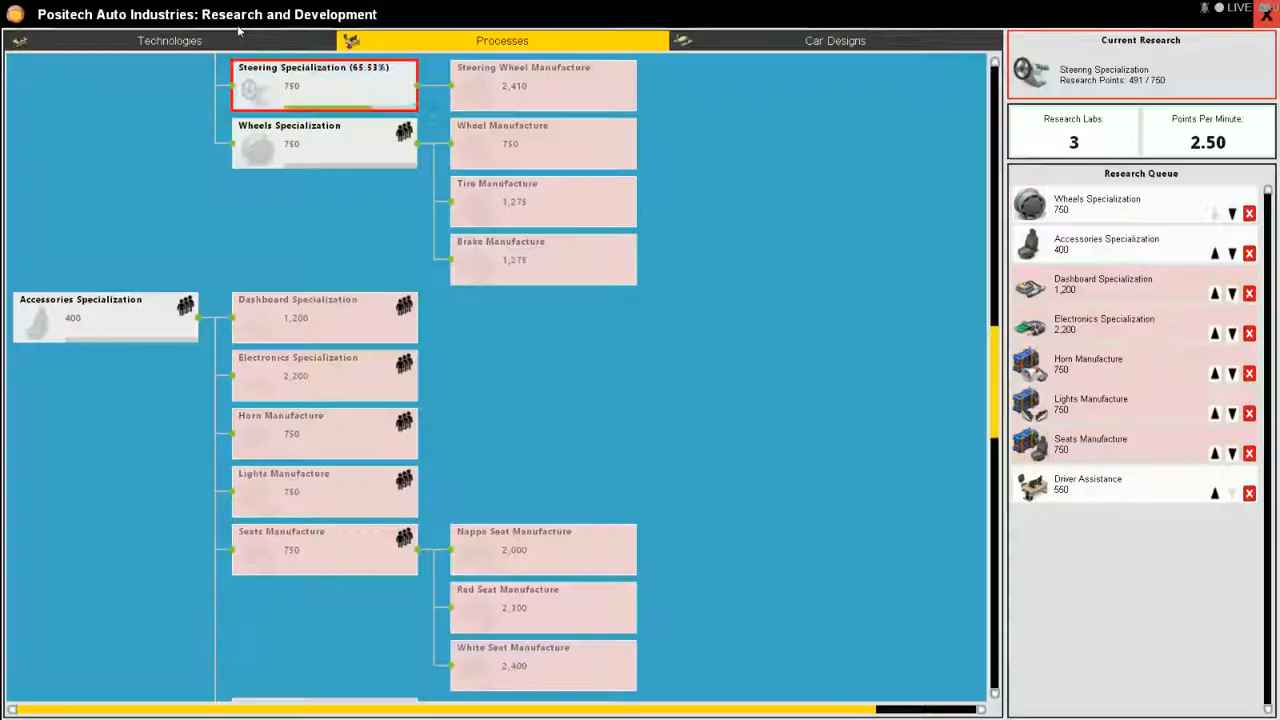 Positech Auto Industries: Research and Development
LIVE
Technologies
Processes
Car Designs
Steering Specialization (65.53%)
750
Steering Wheel Manufacture
2,410
Wheels Specialization
750
Wheel Manufacture
750
Tire Manufacture
1,275
Brake Manufacture
1,275
Accessories Specialization
400
Dashboard Specialization
1,200
Electronics Specialization
2,200
Horn Manufacture
750
Lights Manufacture
750
Seats Manufacture
750
Nappa Seat Manufacture
2,000
Red Seat Manufacture
White Seat Manufacture
2,400
Current Research
Steering Specialization
Research Points: 491 / 750
Research Labs:
3
Points Per Minute:
2.50
Research Queue
Wheels Specialization
750
Accessories Specialization
400
Dashboard Specialization
1,200
Electronics Specialization
2,200
Horn Manufacture
750
Lights Manufacture
750
Seats Manufacture
750
Driver Assistance
550